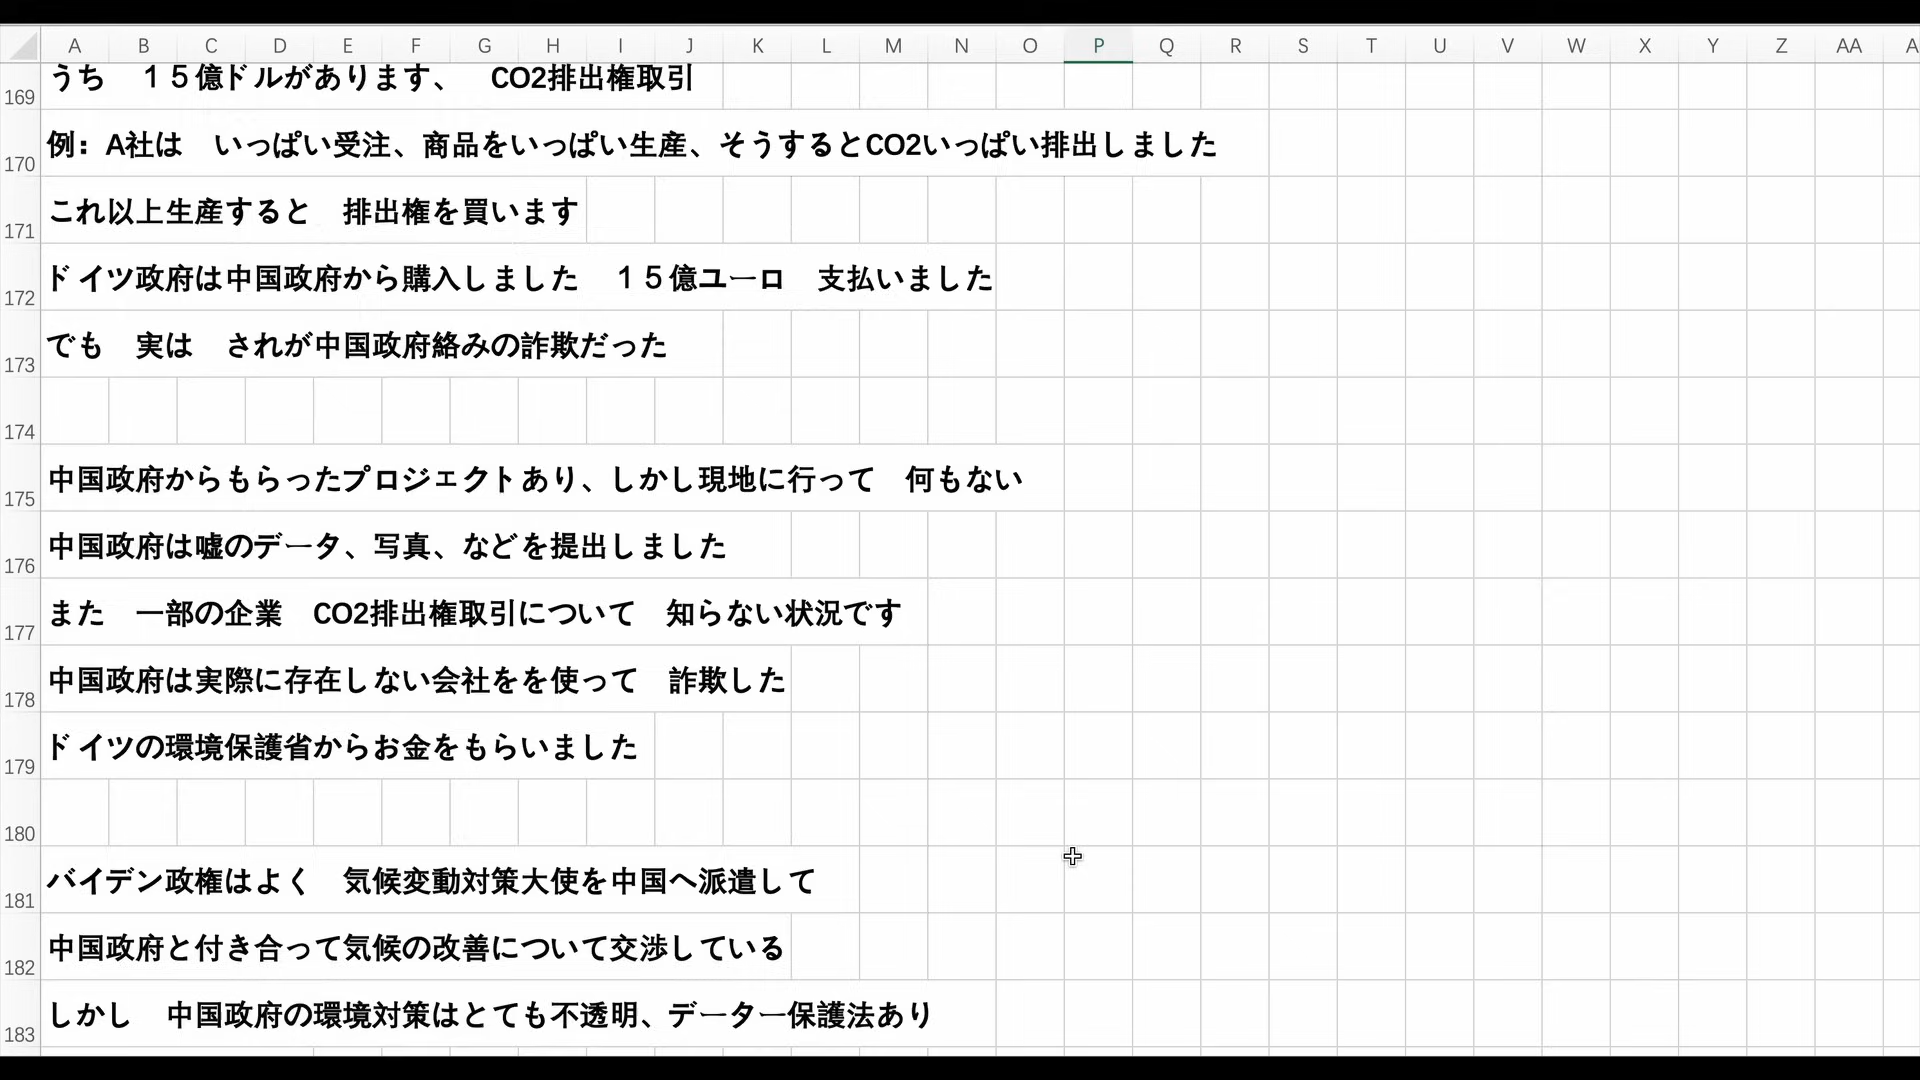 A B C D E F G H I J K L M N O P Q R S T U V W X Y Z AA A
169 うち　１５億ドルがあります、　CO2排出権取引
170 例：A社は　いっぱい受注、商品をいっぱい生産、そうするとCO2いっぱい排出しました
171 これ以上生産すると　排出権を買います
172 ドイツ政府は中国政府から購入しました　１５億ユーロ　支払いました
173 でも　実は　されが中国政府絡みの詐欺だった
174
175 中国政府からもらったプロジェクトあり、しかし現地に行って　何もない
176 中国政府は嘘のデータ、写真、などを提出しました
177 また　一部の企業　CO2排出権取引について　知らない状況です
178 中国政府は実際に存在しない会社をを使って　詐欺した
179 ドイツの環境保護省からお金をもらいました
180
181 バイデン政権はよく　気候変動対策大使を中国へ派遣して
182 中国政府と付き合って気候の改善について交渉している
183 しかし　中国政府の環境対策はとても不透明、データー保護法あり